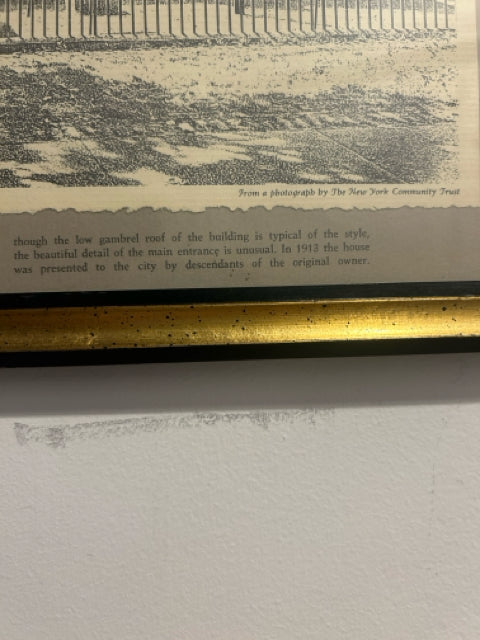 From a photograph by The New York Community Trust
though the low gambrel roof of the building is typical of the style,
the beautiful detail of the main entrance is unusual. In 1913 the house
was presented to the city by descendants of the original owner.